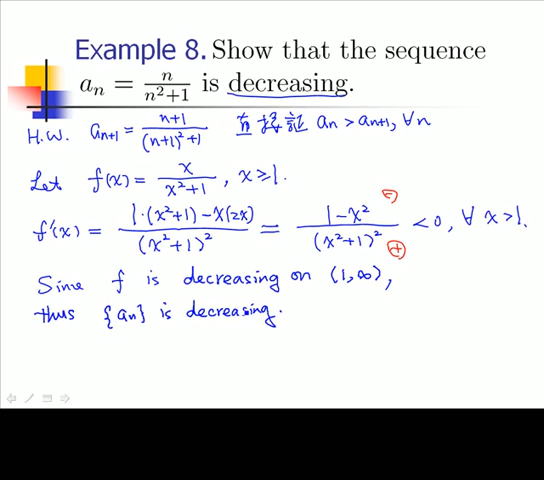 Example 8. Show that the sequence
aₙ = n/(n²+1) is decreasing.
H.W. aₙ₊₁ = (n+1)/((n+1)²+1) 直接証 aₙ > aₙ₊₁, ∀n
Let f(x) = x/(x²+1), x ≥ 1.
f'(x) = (1·(x²+1) − x(2x))/(x²+1)² = (1−x²)/(x²+1)² < 0, ∀ x > 1.
Since f is decreasing on (1, ∞),
thus {aₙ} is decreasing.